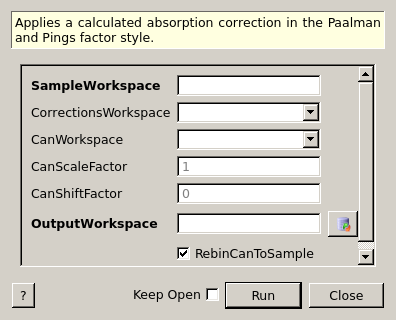 Applies a calculated absorption correction in the Paalman
and Pings factor style.
SampleWorkspace
CorrectionsWorkspace
CanWorkspace
CanScaleFactor 1
CanShiftFactor 0
OutputWorkspace
RebinCanToSample
? Keep Open Run Close